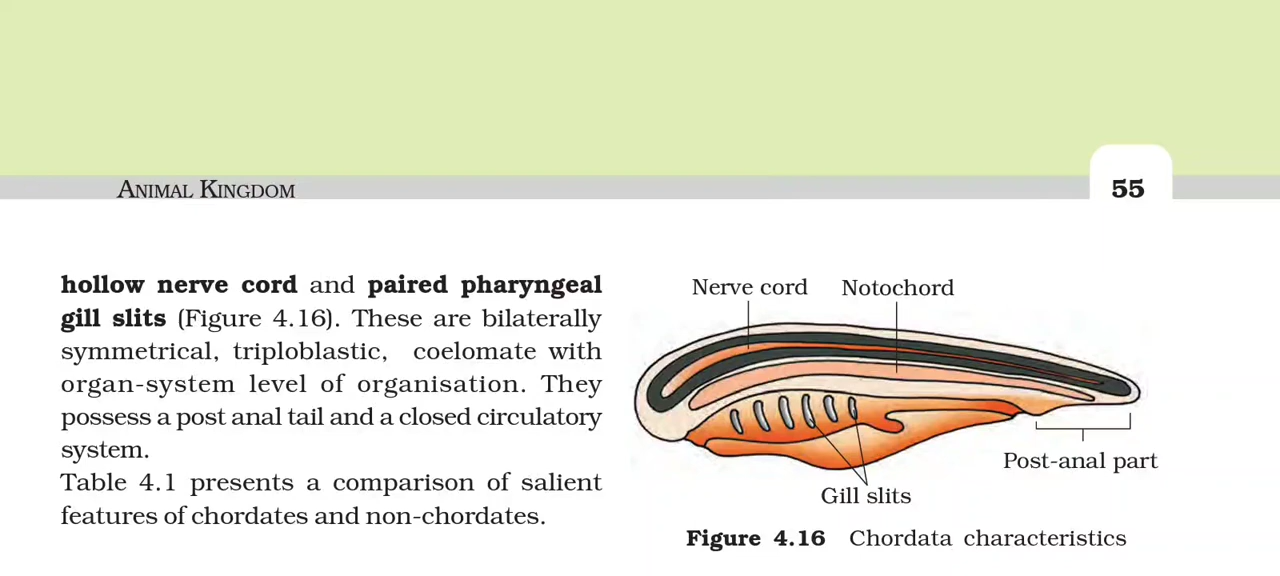 ANIMAL KINGDOM
55
hollow nerve cord and paired pharyngeal
gill slits (Figure 4.16). These are bilaterally
symmetrical, triploblastic, coelomate with
organ-system level of organisation. They
possess a post anal tail and a closed circulatory
system.
Table 4.1 presents a comparison of salient
features of chordates and non-chordates.
Nerve cord
Notochord
Post-anal part
Gill slits
Figure 4.16 Chordata characteristics